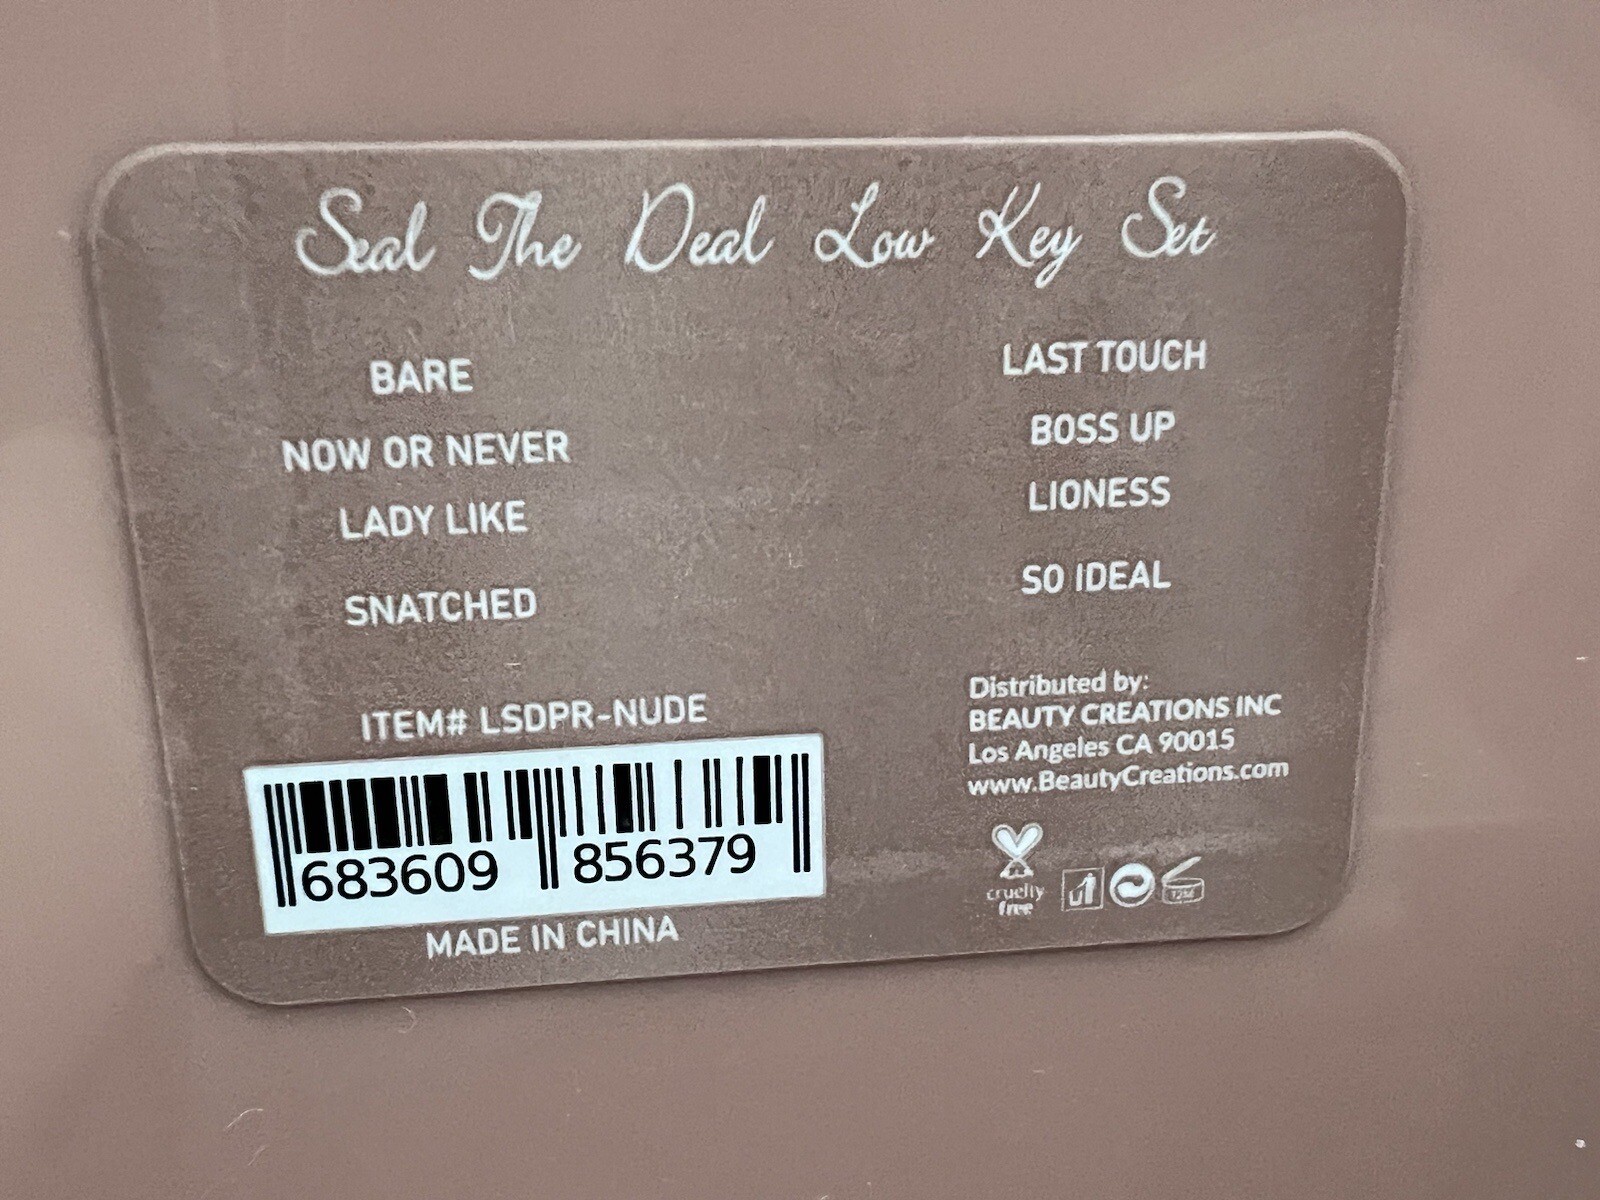 Seal The Deal Low Key Set
BARE
NOW OR NEVER
LADY LIKE
SNATCHED
LAST TOUCH
BOSS UP
LIONESS
SO IDEAL
ITEM# LSDPR-NUDE
683609 856379
MADE IN CHINA
Distributed by:
BEAUTY CREATIONS INC
Los Angeles CA 90015
www.BeautyCreations.com
cruelty
free